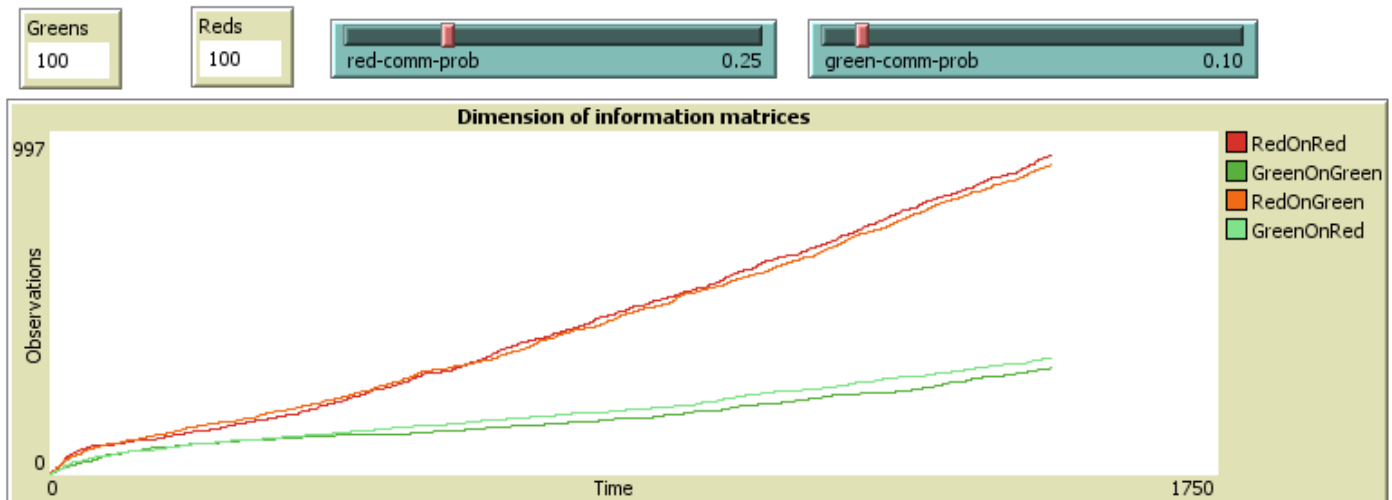 Greens
100
Reds
100
red-comm-prob 0.25
green-comm-prob 0.10
Dimension of information matrices
997
Observations
0
0 Time 1750
RedOnRed
GreenOnGreen
RedOnGreen
GreenOnRed